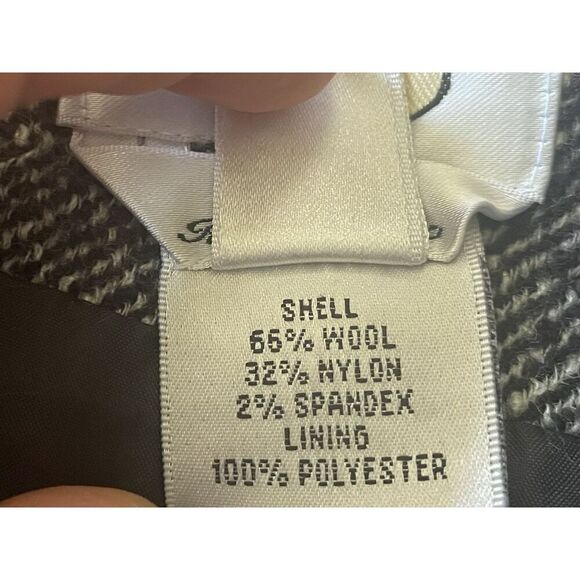 SHELL
66% WOOL
32% NYLON
2% SPANDEX
LINING
100% POLYESTER